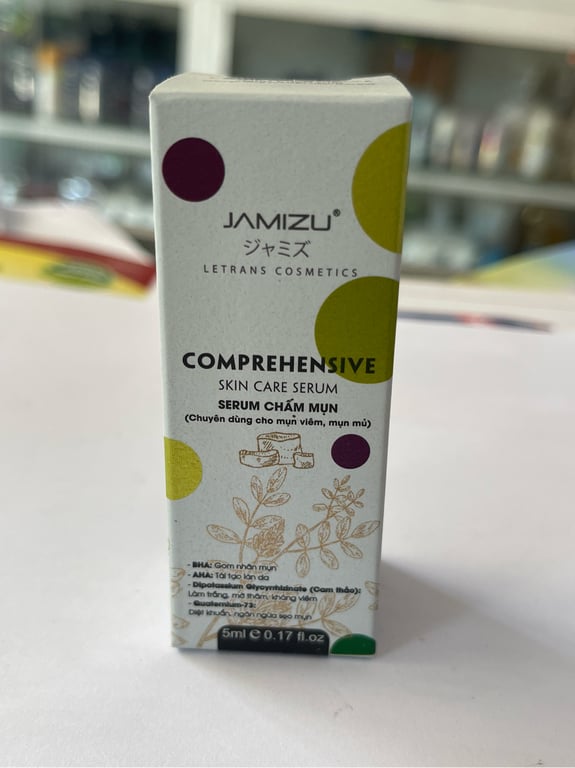 JAMIZU®
ジャミズ
LETRANS COSMETICS
COMPREHENSIVE
SKIN CARE SERUM
SERUM CHẤM MỤN
(Chuyên dùng cho mụn viêm, mụn mủ)
- BHA: Gom nhân mụn
- AHA: Tái tạo làn da
- Dipotassium Glycyrrhizinate (Cam thảo):
Làm trắng, mờ thâm, kháng viêm
- Quaternium-73:
Diệt khuẩn, ngăn ngừa sẹo mụn
5ml e 0.17 fl.oz